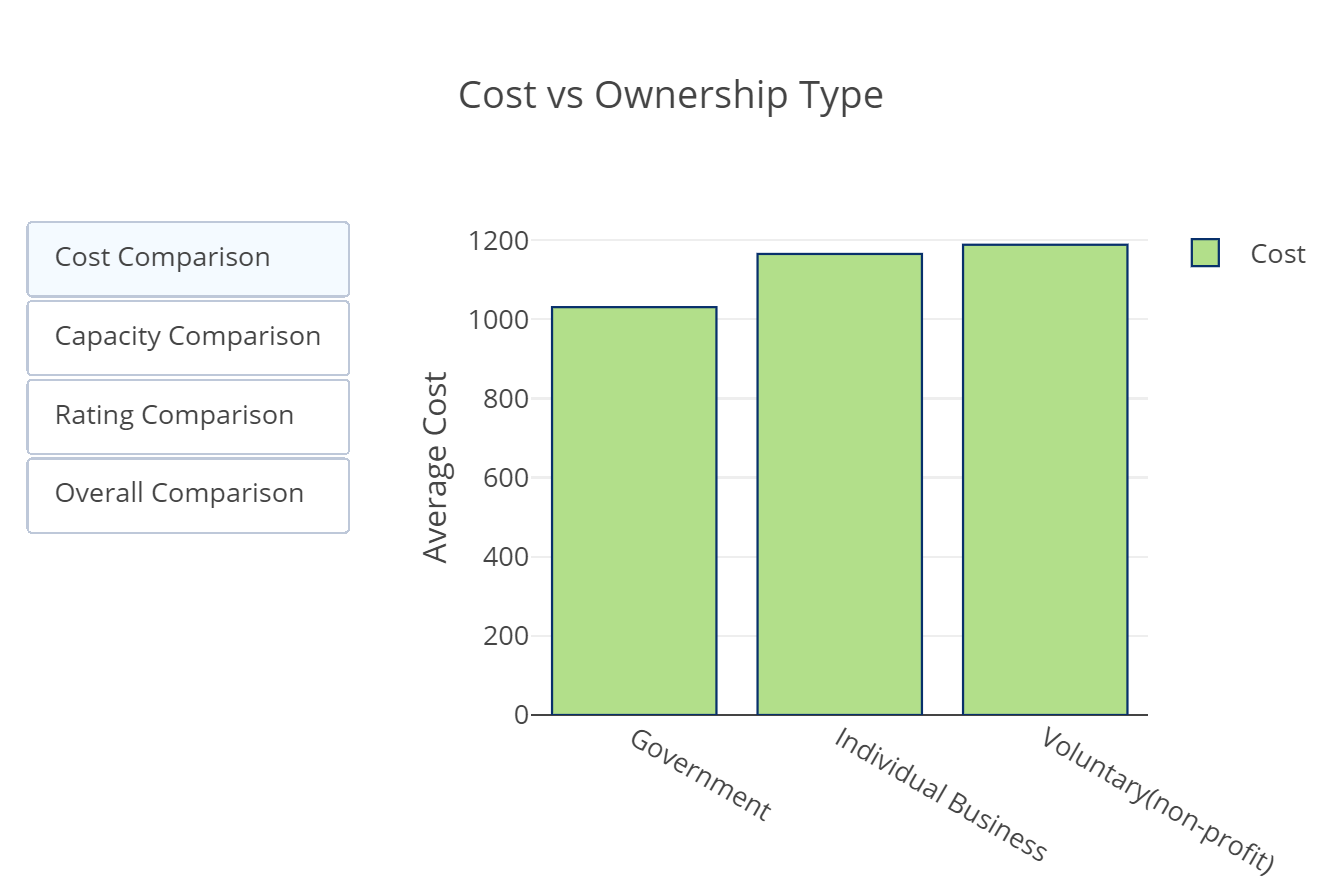 Cost vs Ownership Type
Cost Comparison
Capacity Comparison
Rating Comparison
Overall Comparison
Average Cost
1200
1000
800
600
400
200
0
Government
Individual Business
Voluntary(non-profit)
Cost